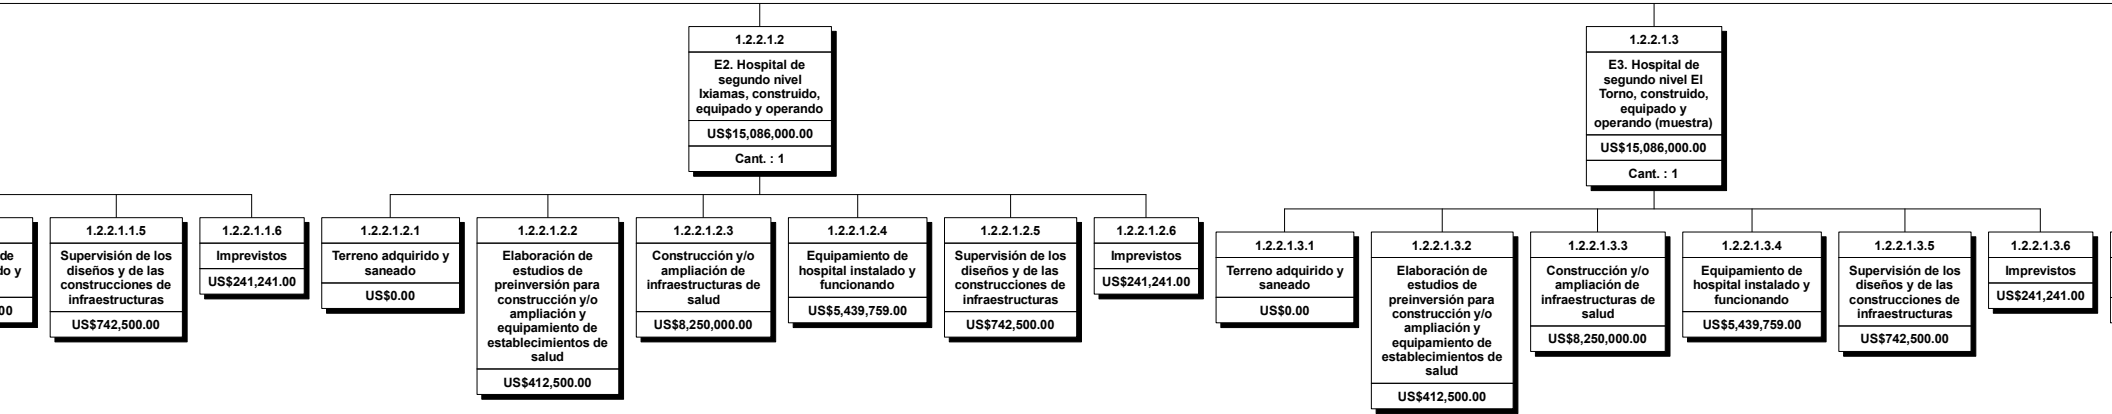 1.2.2.1.2
E2. Hospital de
segundo nivel
Ixiamas, construido,
equipado y operando
US$15,086,000.00
Cant. : 1
1.2.2.1.3
E3. Hospital de
segundo nivel El
Torno, construido,
equipado y
operando (muestra)
US$15,086,000.00
Cant. : 1
de
do y
00
1.2.2.1.1.5
Supervisión de los
diseños y de las
construcciones de
infraestructuras
US$742,500.00
1.2.2.1.1.6
Imprevistos
US$241,241.00
1.2.2.1.2.1
Terreno adquirido y
saneado
US$0.00
1.2.2.1.2.2
Elaboración de
estudios de
preinversión para
construcción y/o
ampliación y
equipamiento de
establecimientos de
salud
US$412,500.00
1.2.2.1.2.3
Construcción y/o
ampliación de
infraestructuras de
salud
US$8,250,000.00
1.2.2.1.2.4
Equipamiento de
hospital instalado y
funcionando
US$5,439,759.00
1.2.2.1.2.5
Supervisión de los
diseños y de las
construcciones de
infraestructuras
US$742,500.00
1.2.2.1.2.6
Imprevistos
US$241,241.00
1.2.2.1.3.1
Terreno adquirido y
saneado
US$0.00
1.2.2.1.3.2
Elaboración de
estudios de
preinversión para
construcción y/o
ampliación y
equipamiento de
establecimientos de
salud
US$412,500.00
1.2.2.1.3.3
Construcción y/o
ampliación de
infraestructuras de
salud
US$8,250,000.00
1.2.2.1.3.4
Equipamiento de
hospital instalado y
funcionando
US$5,439,759.00
1.2.2.1.3.5
Supervisión de los
diseños y de las
construcciones de
infraestructuras
US$742,500.00
1.2.2.1.3.6
Imprevistos
US$241,241.00